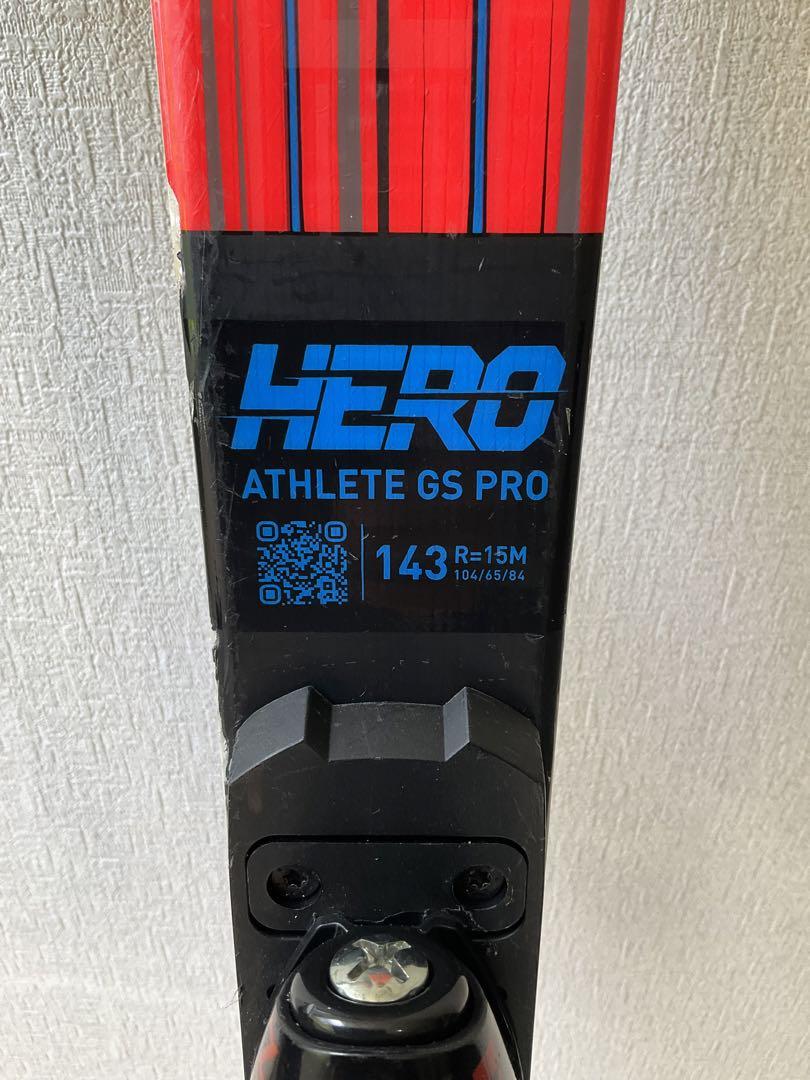 HERO
ATHLETE GS PRO
143 R=15M
104/65/84